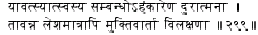 यावत्स्यात्स्वस्य सम्बन्धोऽहंकारेण दुरात्मना ।
तावन्न लेशमात्रापि मुक्तिवार्ता विलक्षणा ॥ २९९ ॥